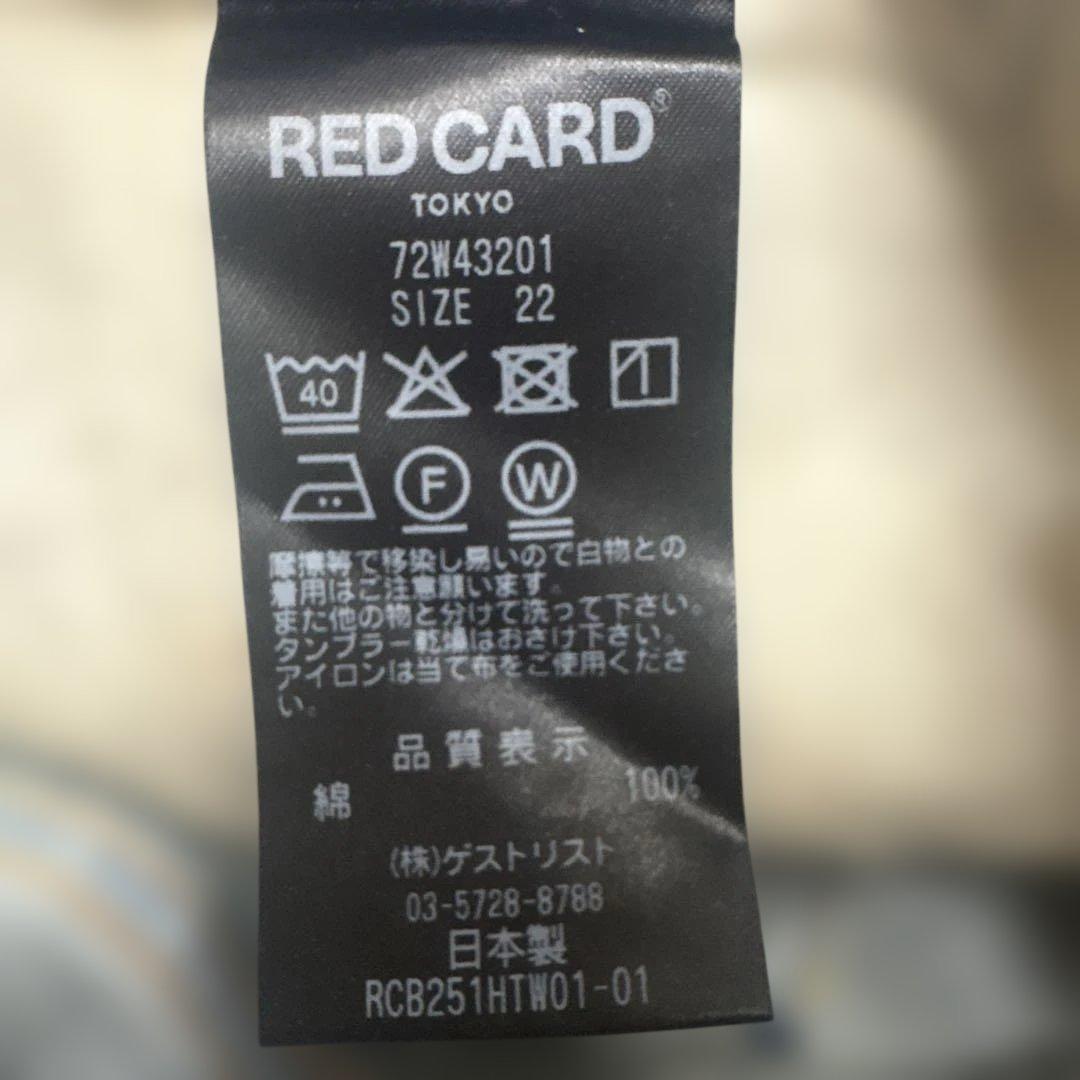 RED CARD®
TOKYO
72W43201
SIZE 22
40
F W
摩擦等で移染し易いので白物との
着用はご注意願います。
また他の物と分けて洗って下さい。
タンブラー乾燥はおさけ下さい。
アイロンは当て布をご使用くださ
い。
品質表示
綿 100%
(株)ゲストリスト
03-5728-8788
日本製
RCB251HTW01-01